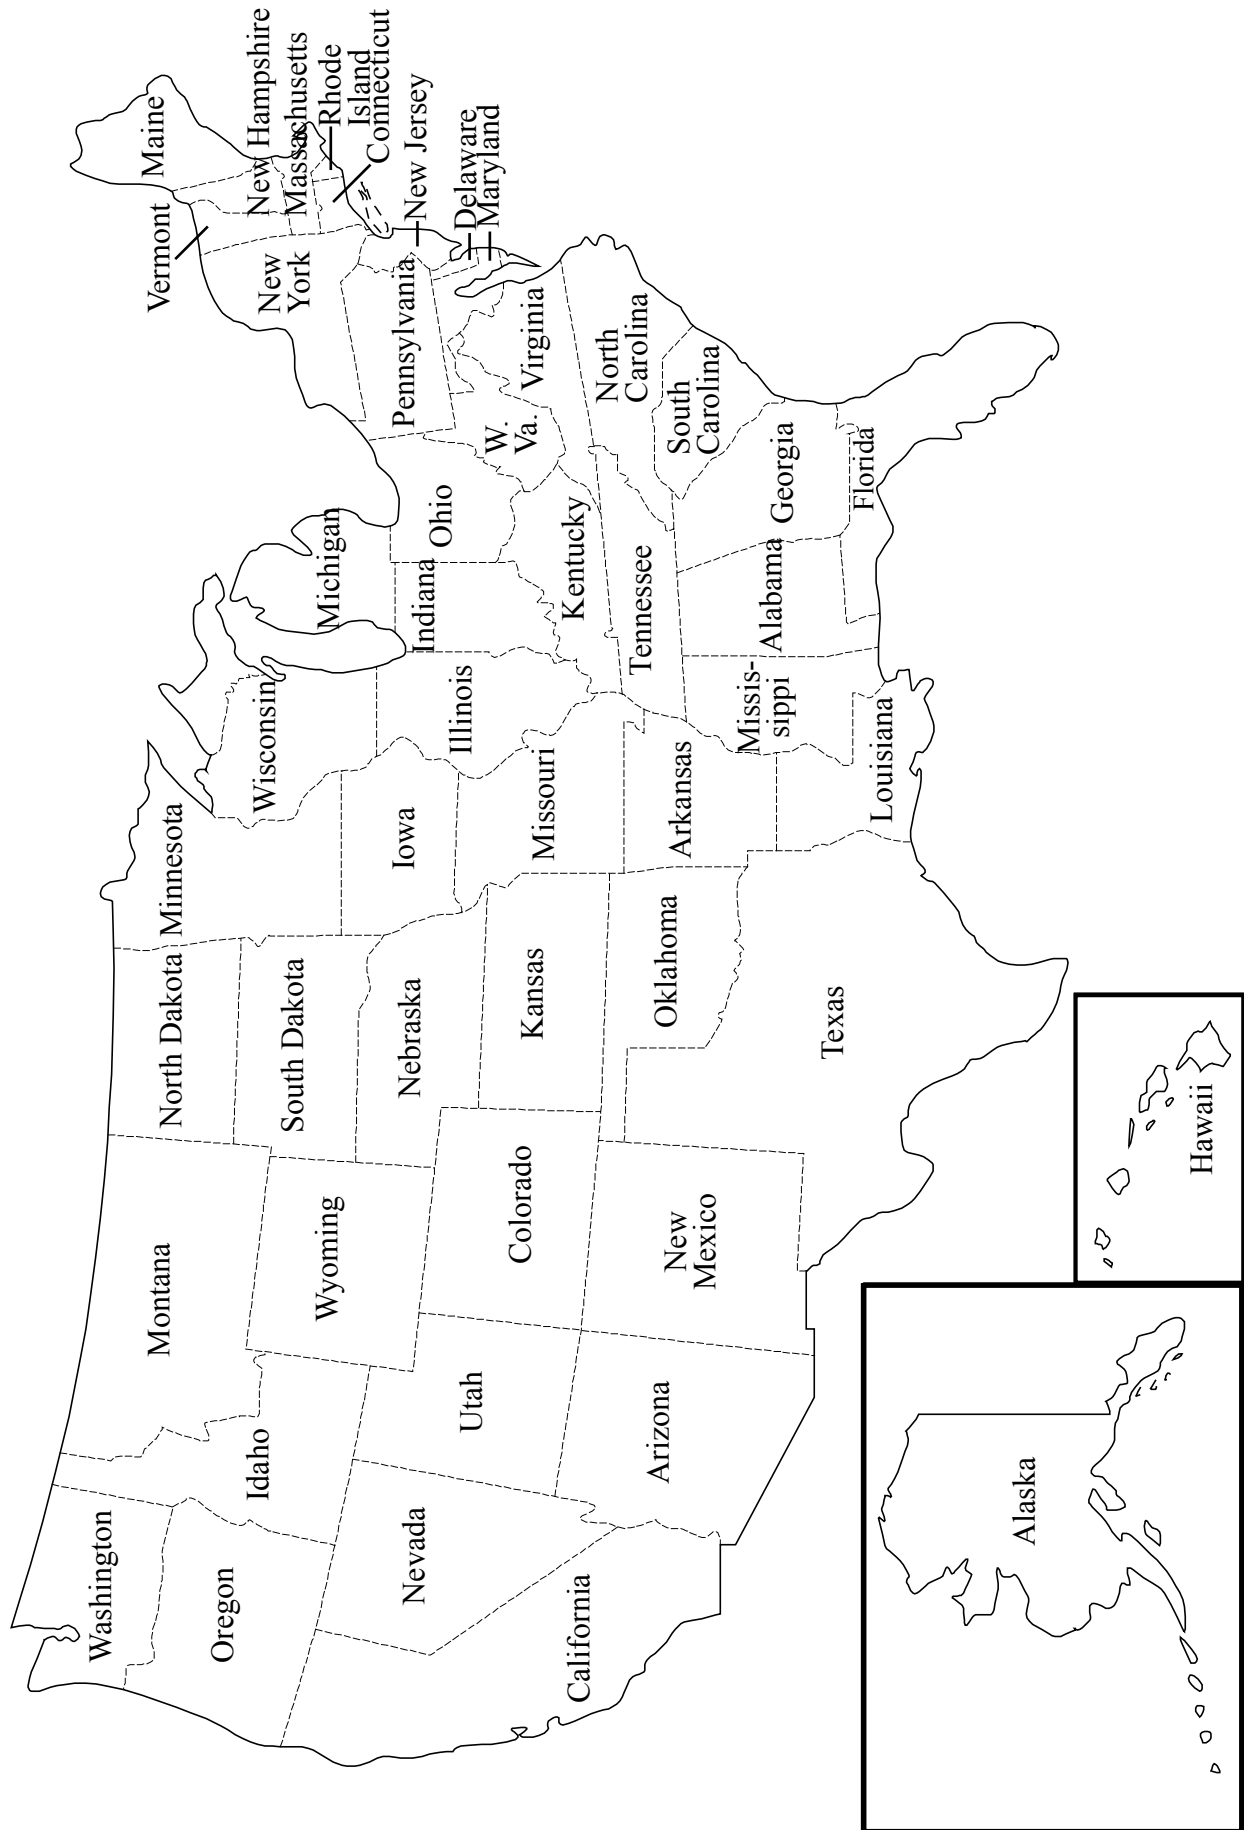 Washington
Oregon
California
Nevada
Idaho
Montana
Wyoming
Utah
Arizona
Colorado
New
Mexico
North Dakota
South Dakota
Nebraska
Kansas
Oklahoma
Texas
Minnesota
Iowa
Missouri
Arkansas
Louisiana
Wisconsin
Illinois
Missis-
sippi
Michigan
Indiana
Ohio
Kentucky
Tennessee
Alabama
Georgia
Florida
South
Carolina
North
Carolina
Virginia
W.
Va.
Pennsylvania
New
York
Vermont
Maine
New Hampshire
Massachusetts
Rhode
Island
Connecticut
New Jersey
Delaware
Maryland
Alaska
Hawaii